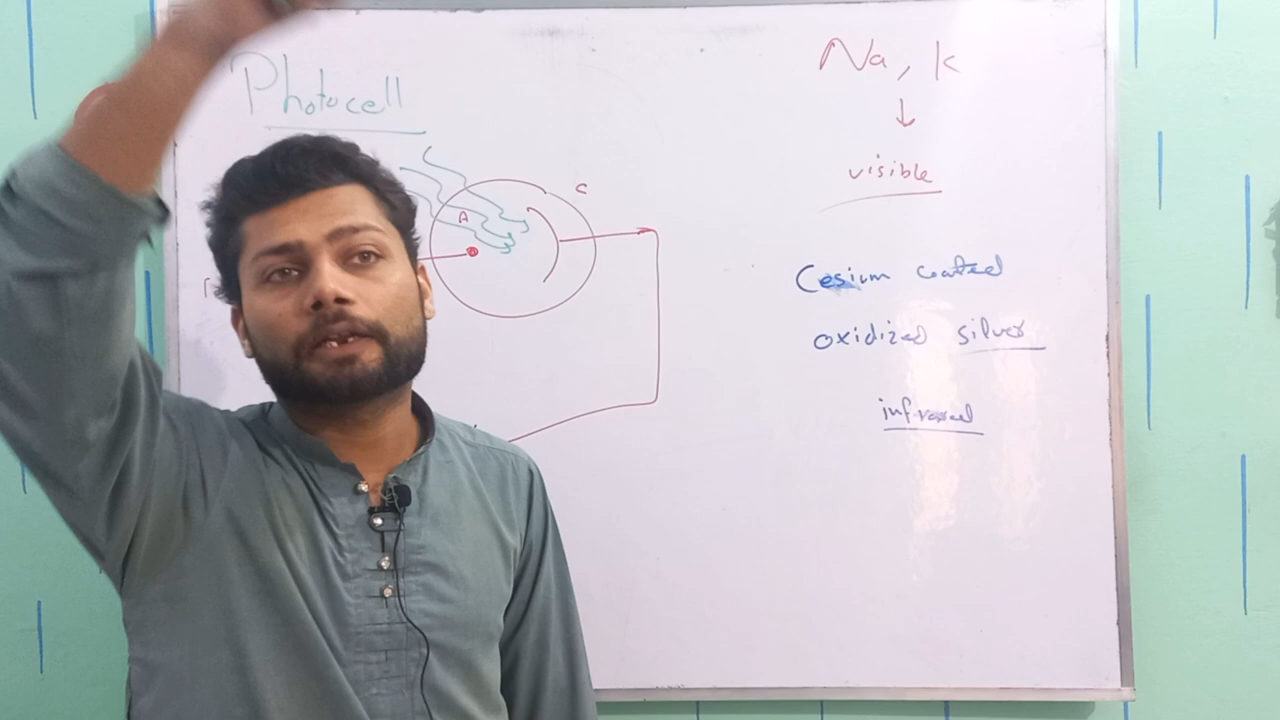 Photocell
Na, K
visible
C
A
Cesium coated
oxidized silver
infrared